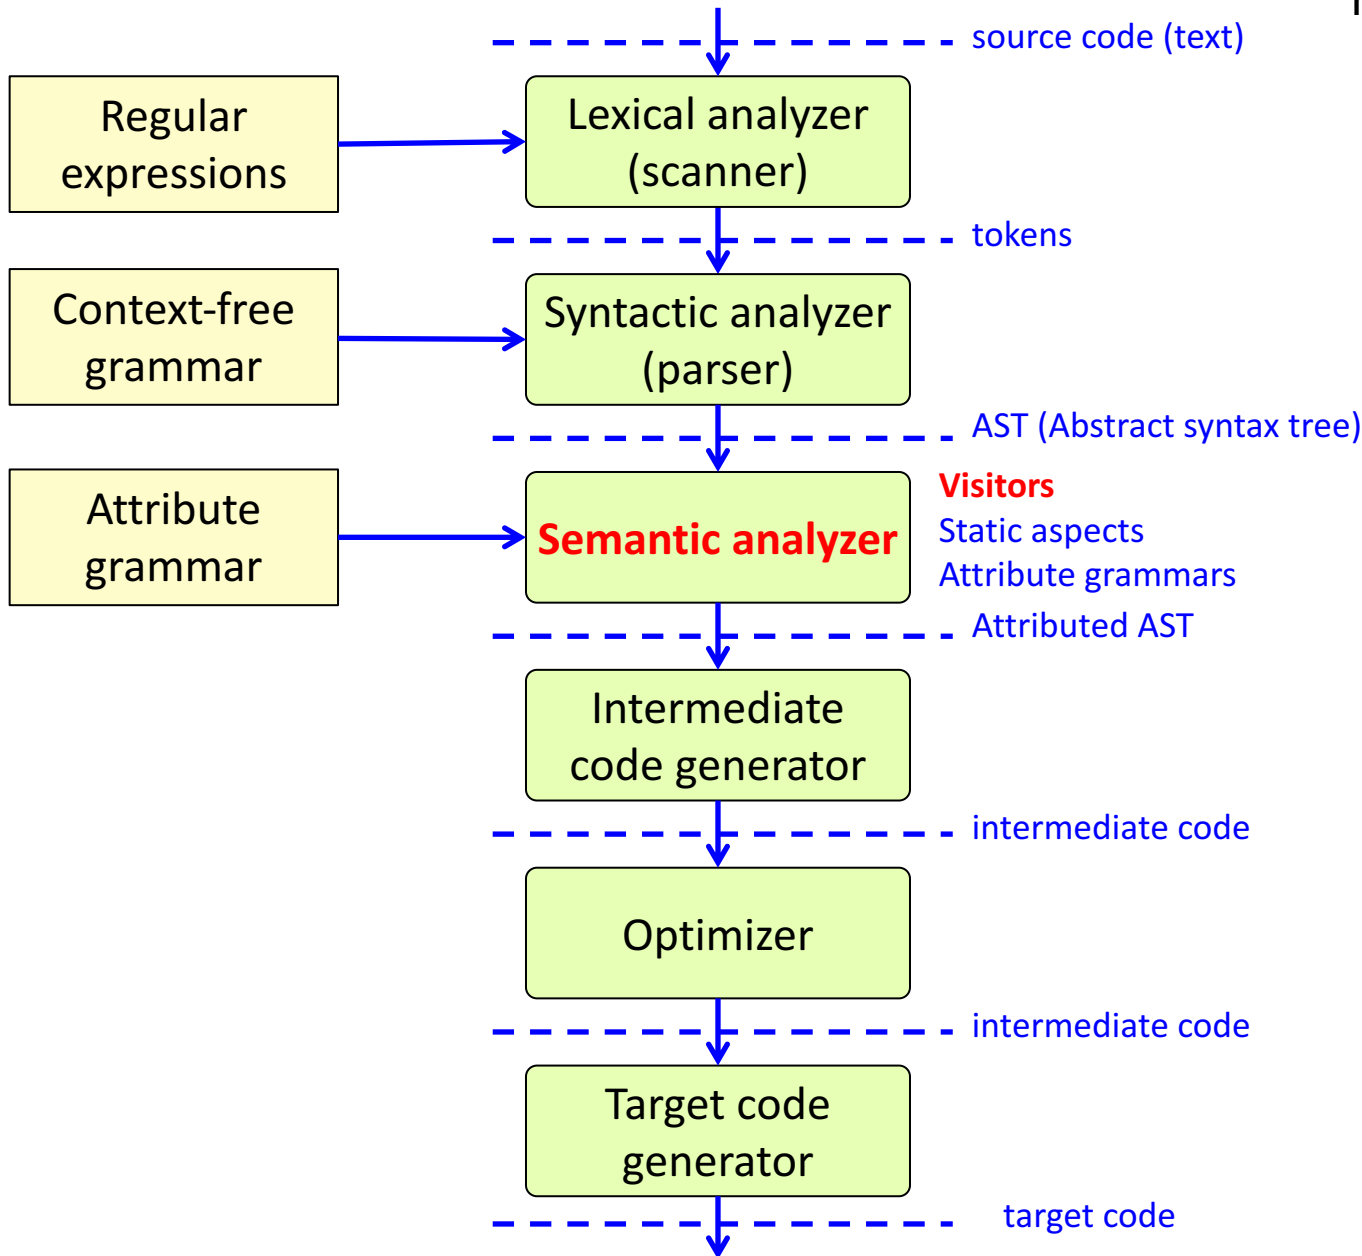 source code (text)
Regular
expressions
Lexical analyzer
(scanner)
tokens
Context-free
grammar
Syntactic analyzer
(parser)
AST (Abstract syntax tree)
Attribute
grammar
Semantic analyzer
Visitors
Static aspects
Attribute grammars
Attributed AST
Intermediate
code generator
intermediate code
Optimizer
intermediate code
Target code
generator
target code